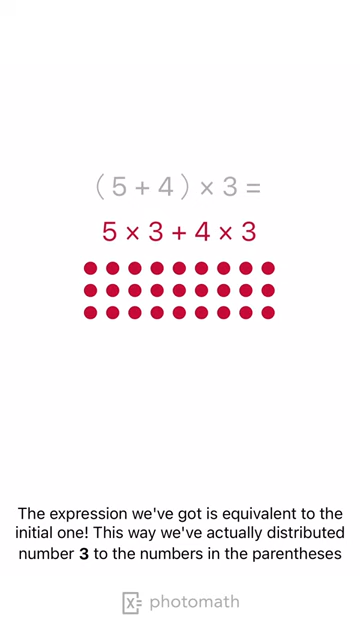 ( 5 + 4 ) × 3 =
5 × 3 + 4 × 3
The expression we've got is equivalent to the
initial one! This way we've actually distributed
number 3 to the numbers in the parentheses
photomath